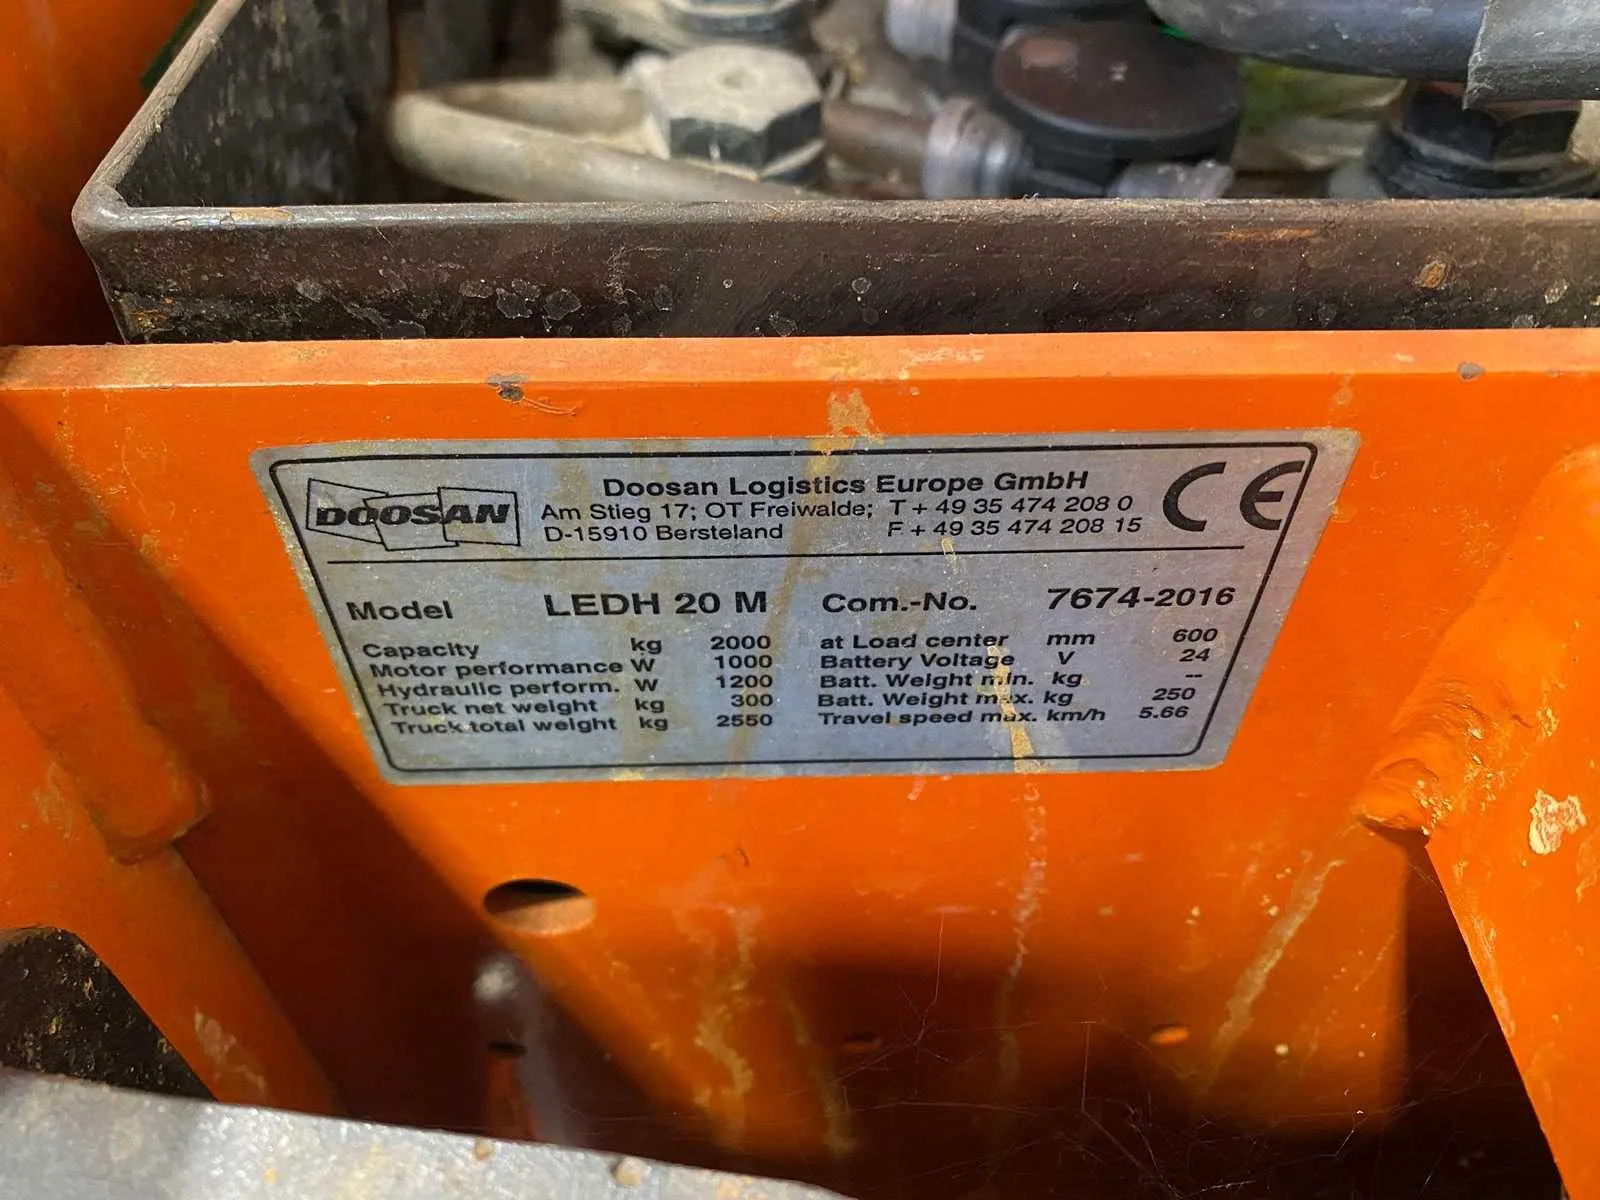 DOOSAN
Doosan Logistics Europe GmbH
Am Stieg 17; OT Freiwalde; T + 49 35 474 208 0
D-15910 Bersteland F. + 49 35 474 208 15
CE
Model LEDH 20 M Com.-No. 7674-2016
Capacity kg 2000 at Load center mm 600
Motor performance W 1000 Battery Voltage V 24
Hydraulic perform. W 1200 Batt. Weight min. kg --
Truck net weight kg 300 Batt. Weight max. kg 250
Truck total weight kg 2550 Travel speed max. km/h 5.66